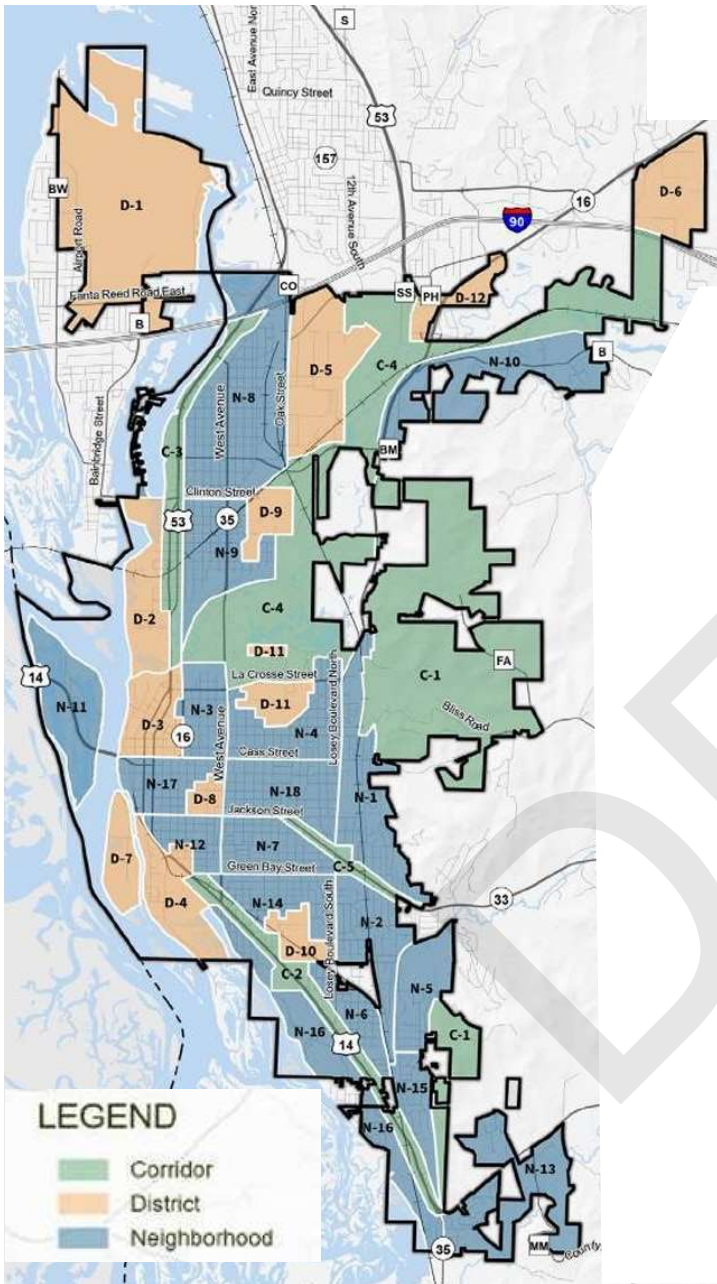 S
East Avenue Nor
Quincy Street
53
157
12th Avenue South
16
D-6
BW
D-1
Airport Road
90
Fanta Reed Road East
CO
SS
PH
D-12
B
N-8
D-5
C-4
N-10
B
West Avenue
Oak Street
Bainbridge Street
C-3
BM
Clinton Street
53
35
D-9
N-9
C-4
D-2
D-11
La Crosse Street
FA
C-1
14
N-11
N-3
D-11
D-3
16
N-4
Losey Boulevard North
Bliss Road
Cass Street
West Avenue
N-17
N-18
N-1
D-8
Jackson Street
N-12
N-7
D-7
Green Bay Street
C-5
33
D-4
N-14
N-2
Losey Boulevard South
D-10
C-2
N-5
N-6
N-16
14
C-1
N-15
N-16
N-13
MM
County
35
LEGEND
Corridor
District
Neighborhood